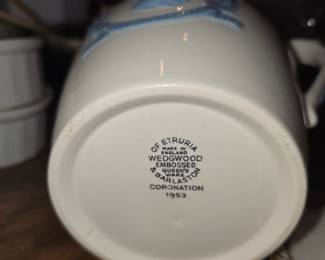 OF ETRURIA
MADE IN
ENGLAND
WEDGWOOD
EMBOSSED
QUEEN'S
WARE
& BARLASTON
CORONATION
1953